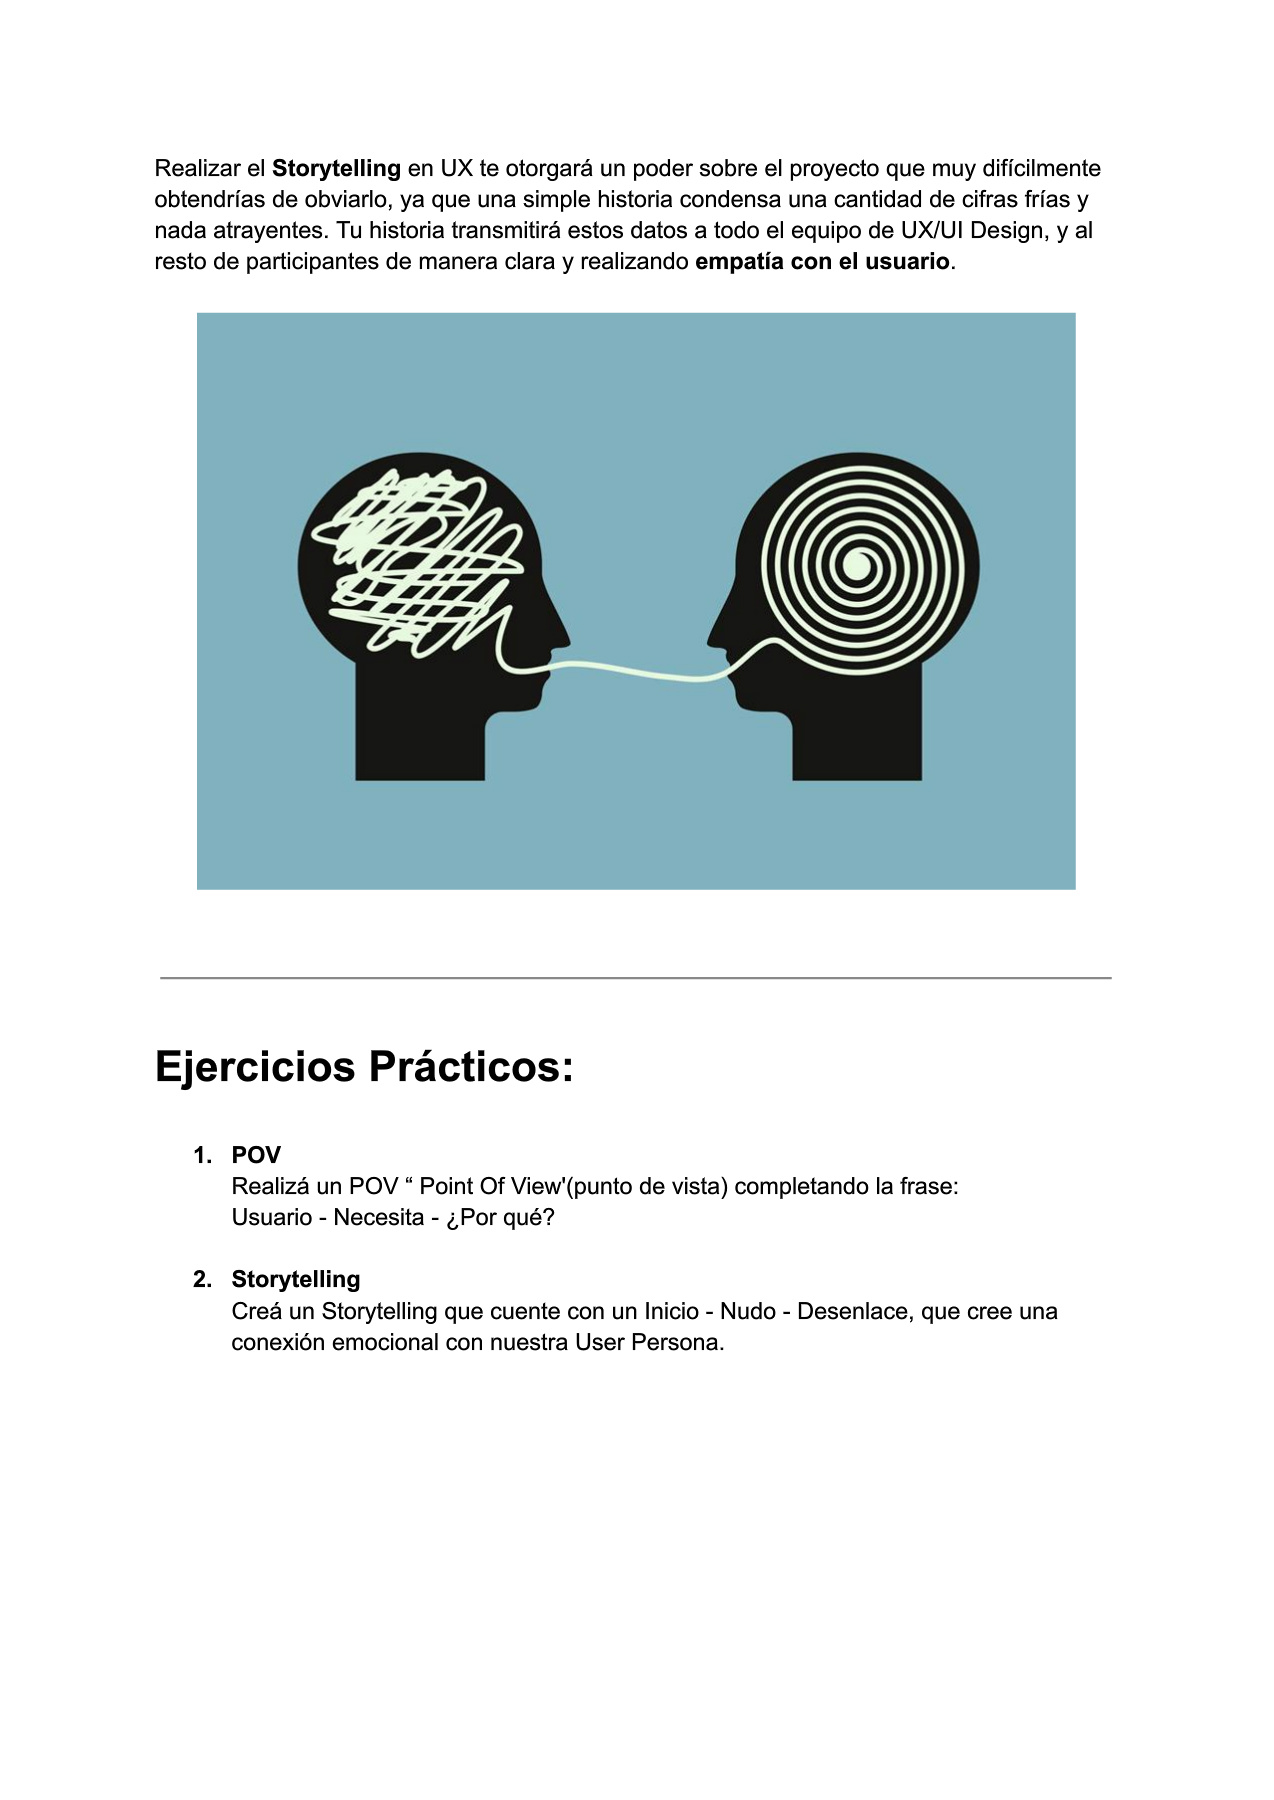 Realizar el Storytelling en UX te otorgará un poder sobre el proyecto que muy difícilmente
obtendrías de obviarlo, ya que una simple historia condensa una cantidad de cifras frías y
nada atrayentes. Tu historia transmitirá estos datos a todo el equipo de UX/UI Design, y al
resto de participantes de manera clara y realizando empatía con el usuario.
Ejercicios Prácticos:
1. POV
Realizá un POV “ Point Of View'(punto de vista) completando la frase:
Usuario - Necesita - ¿Por qué?
2. Storytelling
Creá un Storytelling que cuente con un Inicio - Nudo - Desenlace, que cree una
conexión emocional con nuestra User Persona.